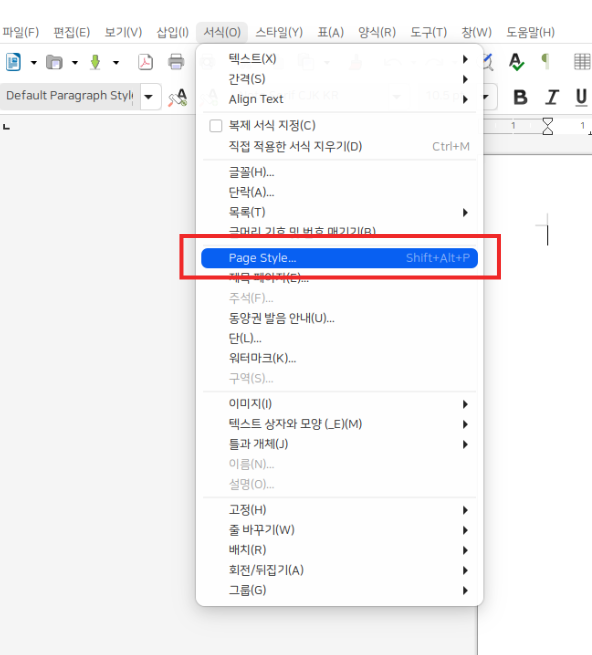 파일(F) 편집(E) 보기(V) 삽입(I) 서식(O) 스타일(Y) 표(A) 양식(R) 도구(T) 창(W) 도움말(H)
Default Paragraph Style
텍스트(X)
간격(S)
Align Text
복제 서식 지정(C)
직접 적용한 서식 지우기(D) Ctrl+M
글꼴(H)...
단락(A)...
목록(T)
글머리 기호 및 번호 매기기(B)...
Page Style... Shift+Alt+P
제목 페이지(E)...
주석(F)...
동양권 발음 안내(U)...
단(L)...
워터마크(K)...
구역(S)...
이미지(I)
텍스트 상자와 모양 (_E)(M)
틀과 개체(J)
이름(N)...
설명(O)...
고정(H)
줄 바꾸기(W)
배치(R)
회전/뒤집기(A)
그룹(G)
B I U
1 1